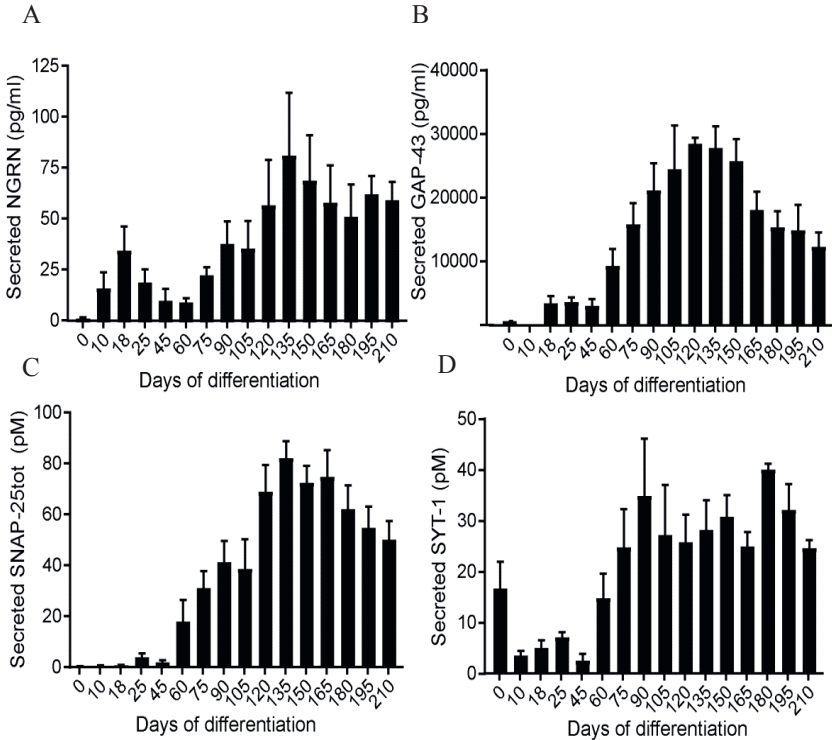 A
Secreted NGRN (pg/ml)
125
100
75
50
25
0
0 10 18 25 45 60 75 90 105 120 135 150 165 180 195 210
Days of differentiation
B
Secreted GAP-43 (pg/ml)
40000
30000
20000
10000
0 10 18 25 45 60 75 90 105 120 135 150 165 180 195 210
Days of differentiation
C
Secreted SNAP-25tot (pM)
100
80
60
40
20
0
0 10 18 25 45 60 75 90 105 120 135 150 165 180 195 210
Days of differentiation
D
Secreted SYT-1 (pM)
50
40
30
20
10
0
0 10 18 25 45 60 75 90 105 120 135 150 165 180 195 210
Days of differentiation